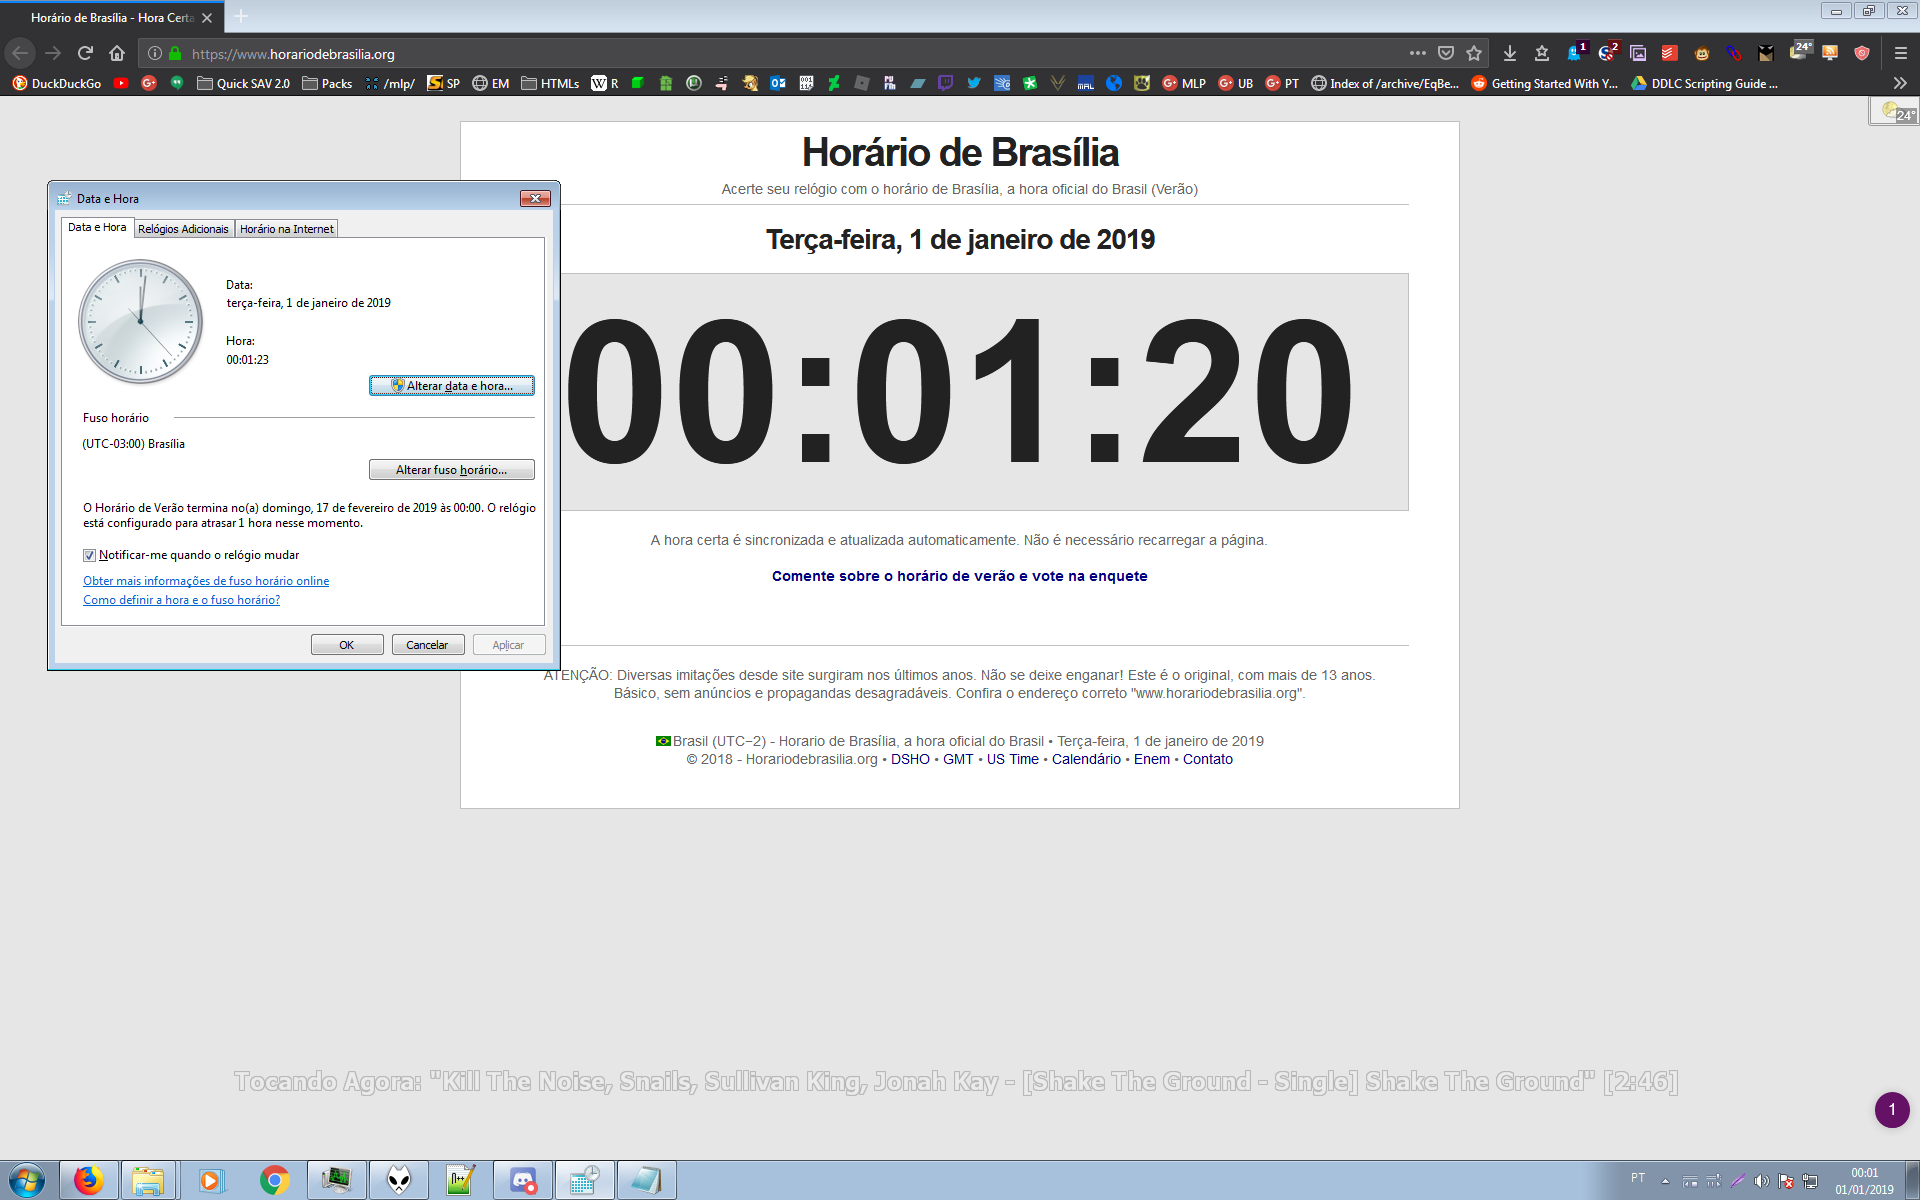 Horário de Brasília - Hora Certa
https://www.horariodebrasilia.org
1
2
24°
DuckDuckGo
Quick SAV 2.0
Packs
/mlp/
SP
EM
HTMLs
R
MLP
UB
PT
Index of /archive/EqBe...
Getting Started With Y...
DDLC Scripting Guide ...
24°
Horário de Brasília
Acerte seu relógio com o horário de Brasília, a hora oficial do Brasil (Verão)
Terça-feira, 1 de janeiro de 2019
00:01:20
A hora certa é sincronizada e atualizada automaticamente. Não é necessário recarregar a página.
Comente sobre o horário de verão e vote na enquete
ATENÇÃO: Diversas imitações desde site surgiram nos últimos anos. Não se deixe enganar! Este é o original, com mais de 13 anos.
Básico, sem anúncios e propagandas desagradáveis. Confira o endereço correto "www.horariodebrasilia.org".
Brasil (UTC−2) - Horario de Brasília, a hora oficial do Brasil • Terça-feira, 1 de janeiro de 2019
© 2018 - Horariodebrasilia.org • DSHO • GMT • US Time • Calendário • Enem • Contato
Data e Hora
Data e Hora
Relógios Adicionais
Horário na Internet
Data:
terça-feira, 1 de janeiro de 2019
Hora:
00:01:23
Alterar data e hora...
Fuso horário
(UTC-03:00) Brasília
Alterar fuso horário...
O Horário de Verão termina no(a) domingo, 17 de fevereiro de 2019 às 00:00. O relógio
está configurado para atrasar 1 hora nesse momento.
Notificar-me quando o relógio mudar
Obter mais informações de fuso horário online
Como definir a hora e o fuso horário?
OK
Cancelar
Aplicar
Tocando Agora: "Kill The Noise, Snails, Sullivan King, Jonah Kay - [Shake The Ground - Single] Shake The Ground" [2:46]
1
PT
00:01
01/01/2019